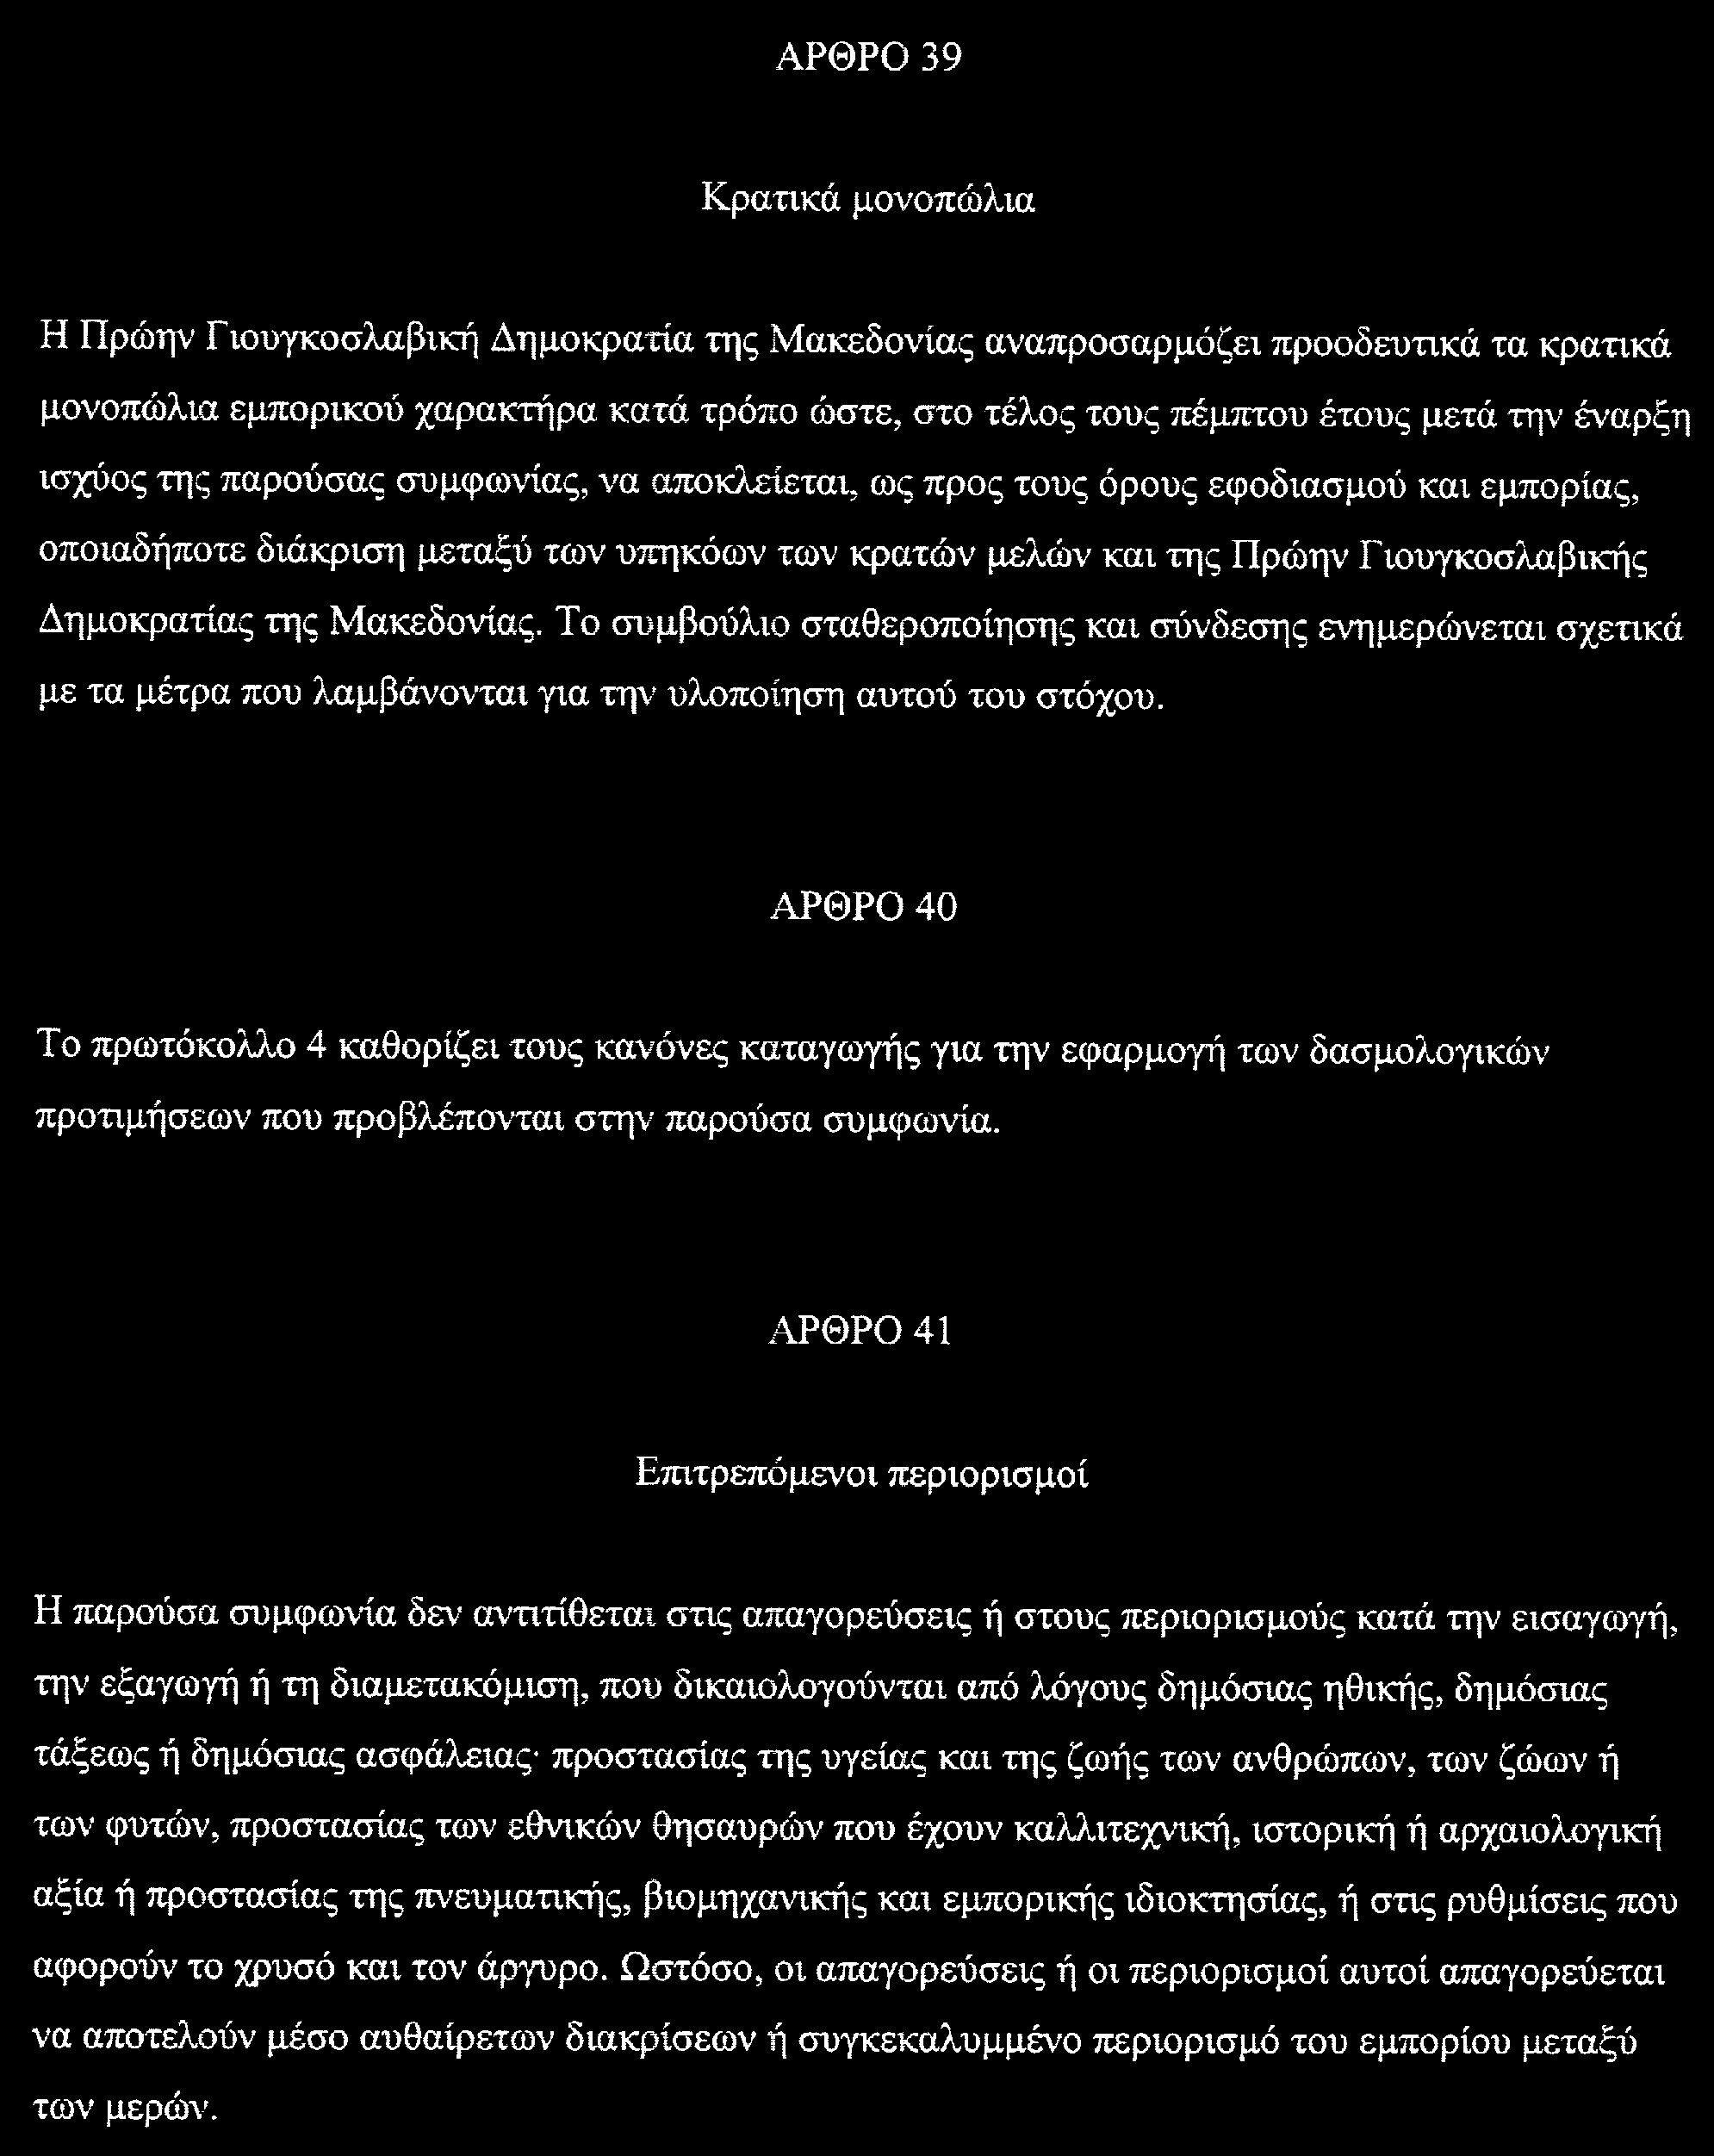 ΑΡΘΡΟ 39
Κρατικά μονοπώλια
Η Πρώην Γιουγκοσλαβική Δημοκρατία της Μακεδονίας αναπροσαρμόζει προοδευτικά τα κρατικά
μονοπώλια εμπορικού χαρακτήρα κατά τρόπο ώστε, στο τέλος τους πέμπτου έτους μετά την έναρξη
ισχύος της παρούσας συμφωνίας, να αποκλείεται, ως προς τους όρους εφοδιασμού και εμπορίας,
οποιαδήποτε διάκριση μεταξύ των υπηκόων των κρατών μελών και της Πρώην Γιουγκοσλαβικής
Δημοκρατίας της Μακεδονίας. Το συμβούλιο σταθεροποίησης και σύνδεσης ενημερώνεται σχετικά
με τα μέτρα που λαμβάνονται για την υλοποίηση αυτού του στόχου.
ΑΡΘΡΟ 40
Το πρωτόκολλο 4 καθορίζει τους κανόνες καταγωγής για την εφαρμογή των δασμολογικών
προτιμήσεων που προβλέπονται στην παρούσα συμφωνία.
ΑΡΘΡΟ 41
Επιτρεπόμενοι περιορισμοί
Η παρούσα συμφωνία δεν αντιτίθεται στις απαγορεύσεις ή στους περιορισμούς κατά την εισαγωγή,
την εξαγωγή ή τη διαμετακόμιση, που δικαιολογούνται από λόγους δημόσιας ηθικής, δημόσιας
τάξεως ή δημόσιας ασφάλειας· προστασίας της υγείας και της ζωής των ανθρώπων, των ζώων ή
των φυτών, προστασίας των εθνικών θησαυρών που έχουν καλλιτεχνική, ιστορική ή αρχαιολογική
αξία ή προστασίας της πνευματικής, βιομηχανικής και εμπορικής ιδιοκτησίας, ή στις ρυθμίσεις που
αφορούν το χρυσό και τον άργυρο. Ωστόσο, οι απαγορεύσεις ή οι περιορισμοί αυτοί απαγορεύεται
να αποτελούν μέσο αυθαίρετων διακρίσεων ή συγκεκαλυμμένο περιορισμό του εμπορίου μεταξύ
των μερών.